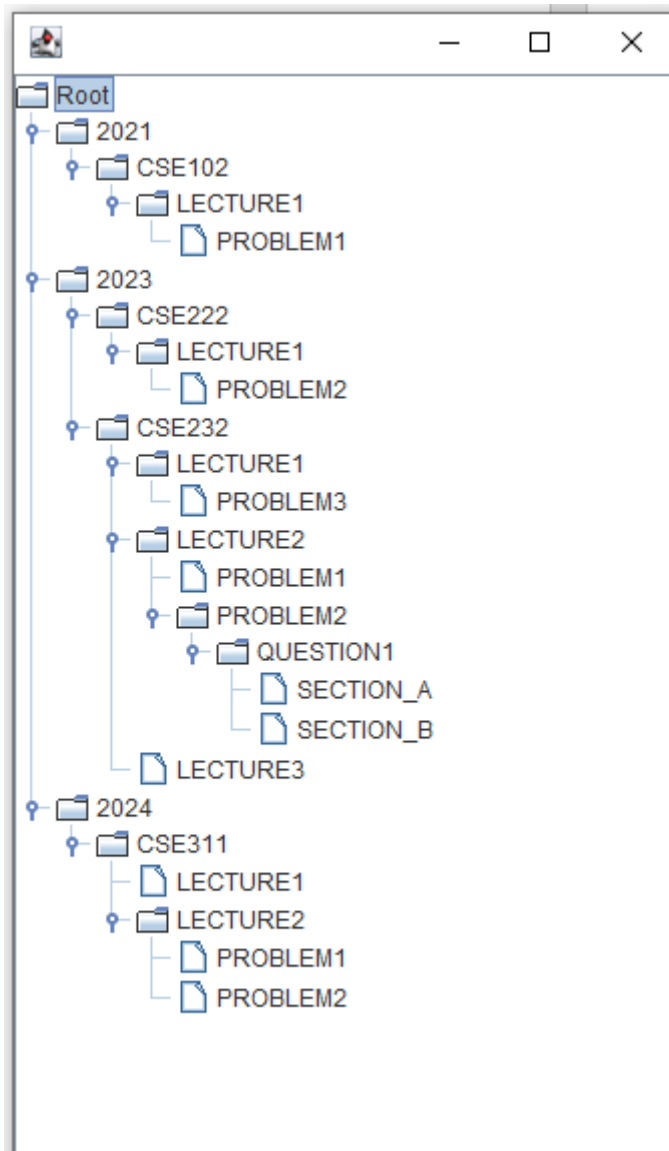 Root
2021
CSE102
LECTURE1
PROBLEM1
2023
CSE222
LECTURE1
PROBLEM2
CSE232
LECTURE1
PROBLEM3
LECTURE2
PROBLEM1
PROBLEM2
QUESTION1
SECTION_A
SECTION_B
LECTURE3
2024
CSE311
LECTURE1
LECTURE2
PROBLEM1
PROBLEM2